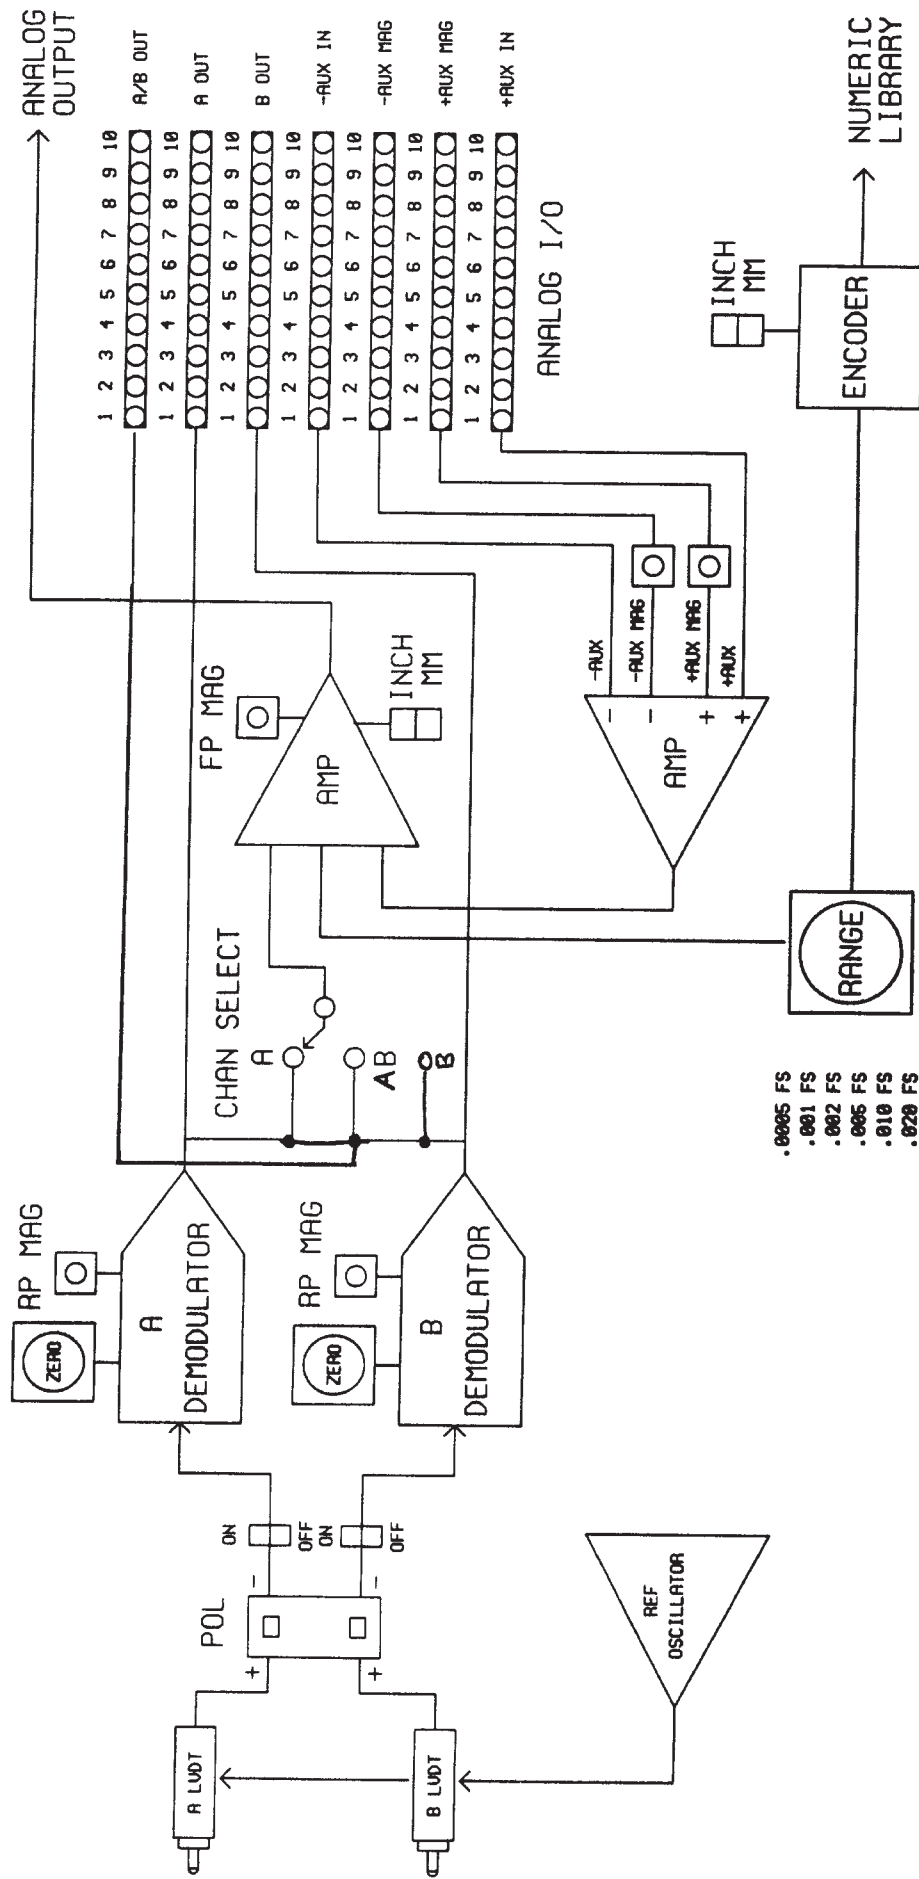 ANALOG
OUTPUT
1 2 3 4 5 6 7 8 9 10
A/B OUT
1 2 3 4 5 6 7 8 9 10
A OUT
1 2 3 4 5 6 7 8 9 10
B OUT
1 2 3 4 5 6 7 8 9 10
-AUX IN
1 2 3 4 5 6 7 8 9 10
-AUX MAG
1 2 3 4 5 6 7 8 9 10
+AUX MAG
1 2 3 4 5 6 7 8 9 10
+AUX IN
ANALOG I/O
RP MAG
ZERO
A
DEMODULATOR
RP MAG
ZERO
B
DEMODULATOR
CHAN SELECT
A
AB
B
FP MAG
AMP
INCH
MM
POL
+
-
ON
OFF
+
-
ON
OFF
A LVDT
B LVDT
REF
OSCILLATOR
-AUX
-AUX MAG
+AUX MAG
+AUX
-
-
+
+
AMP
INCH
MM
ENCODER
NUMERIC
LIBRARY
RANGE
.0005 FS
.001 FS
.002 FS
.005 FS
.010 FS
.020 FS